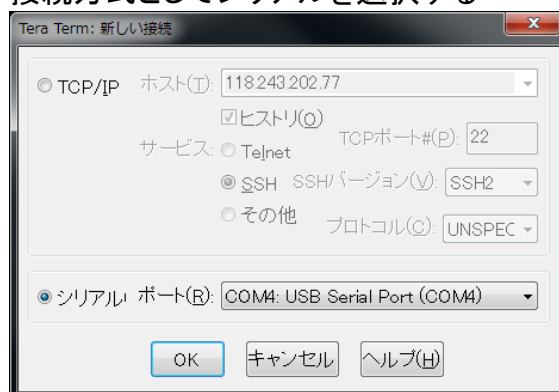 接続方式としてシリアルを選択する
Tera Term: 新しい接続
TCP/IP ホスト(T): 118.243.202.77
ヒストリ(O)
サービス: Telnet TCPポート#(P): 22
SSH SSHバージョン(V): SSH2
その他 プロトコル(C): UNSPEC
シリアル ポート(R): COM4: USB Serial Port (COM4)
OK キャンセル ヘルプ(H)